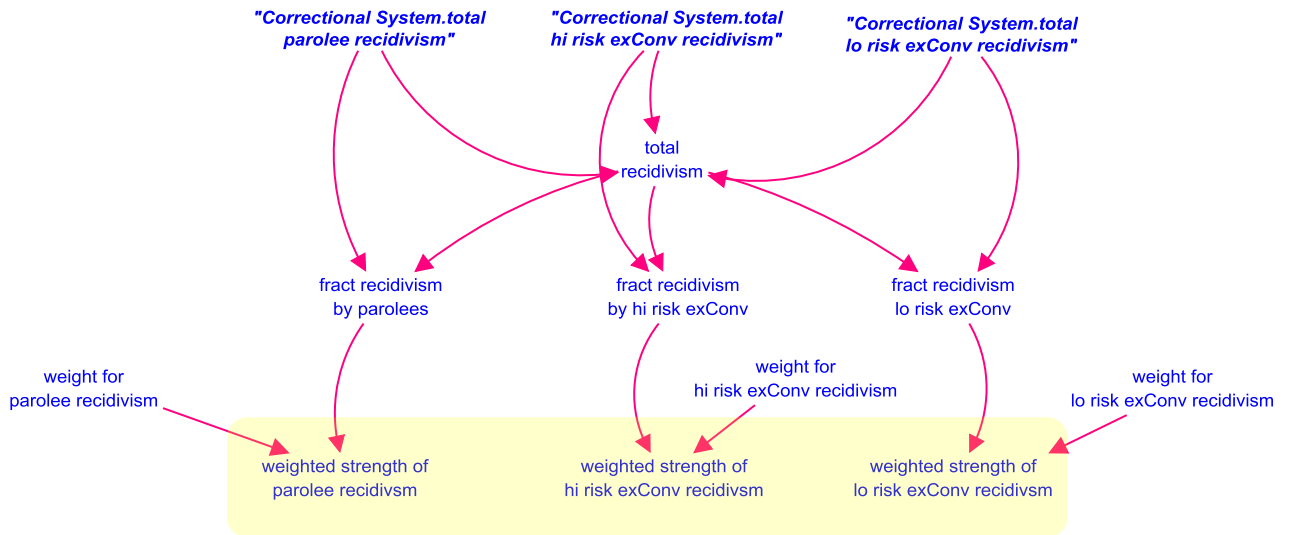 "Correctional System.total
parolee recidivism"
"Correctional System.total
hi risk exConv recidivism"
"Correctional System.total
lo risk exConv recidivism"
total
recidivism
fract recidivism
by parolees
fract recidivism
by hi risk exConv
fract recidivism
lo risk exConv
weight for
parolee recidivism
weight for
hi risk exConv recidivism
weight for
lo risk exConv recidivism
weighted strength of
parolee recidivsm
weighted strength of
hi risk exConv recidivsm
weighted strength of
lo risk exConv recidivsm